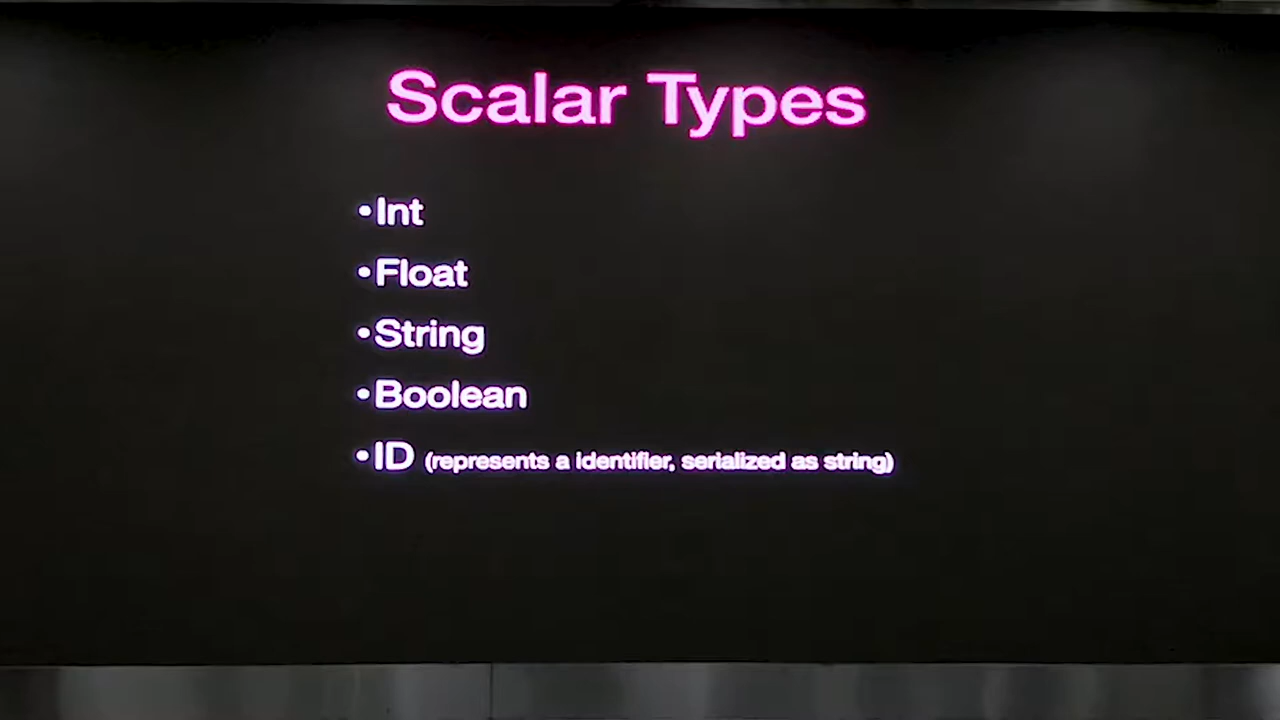 Scalar Types
•Int
•Float
•String
•Boolean
•ID (represents a identifier, serialized as string)